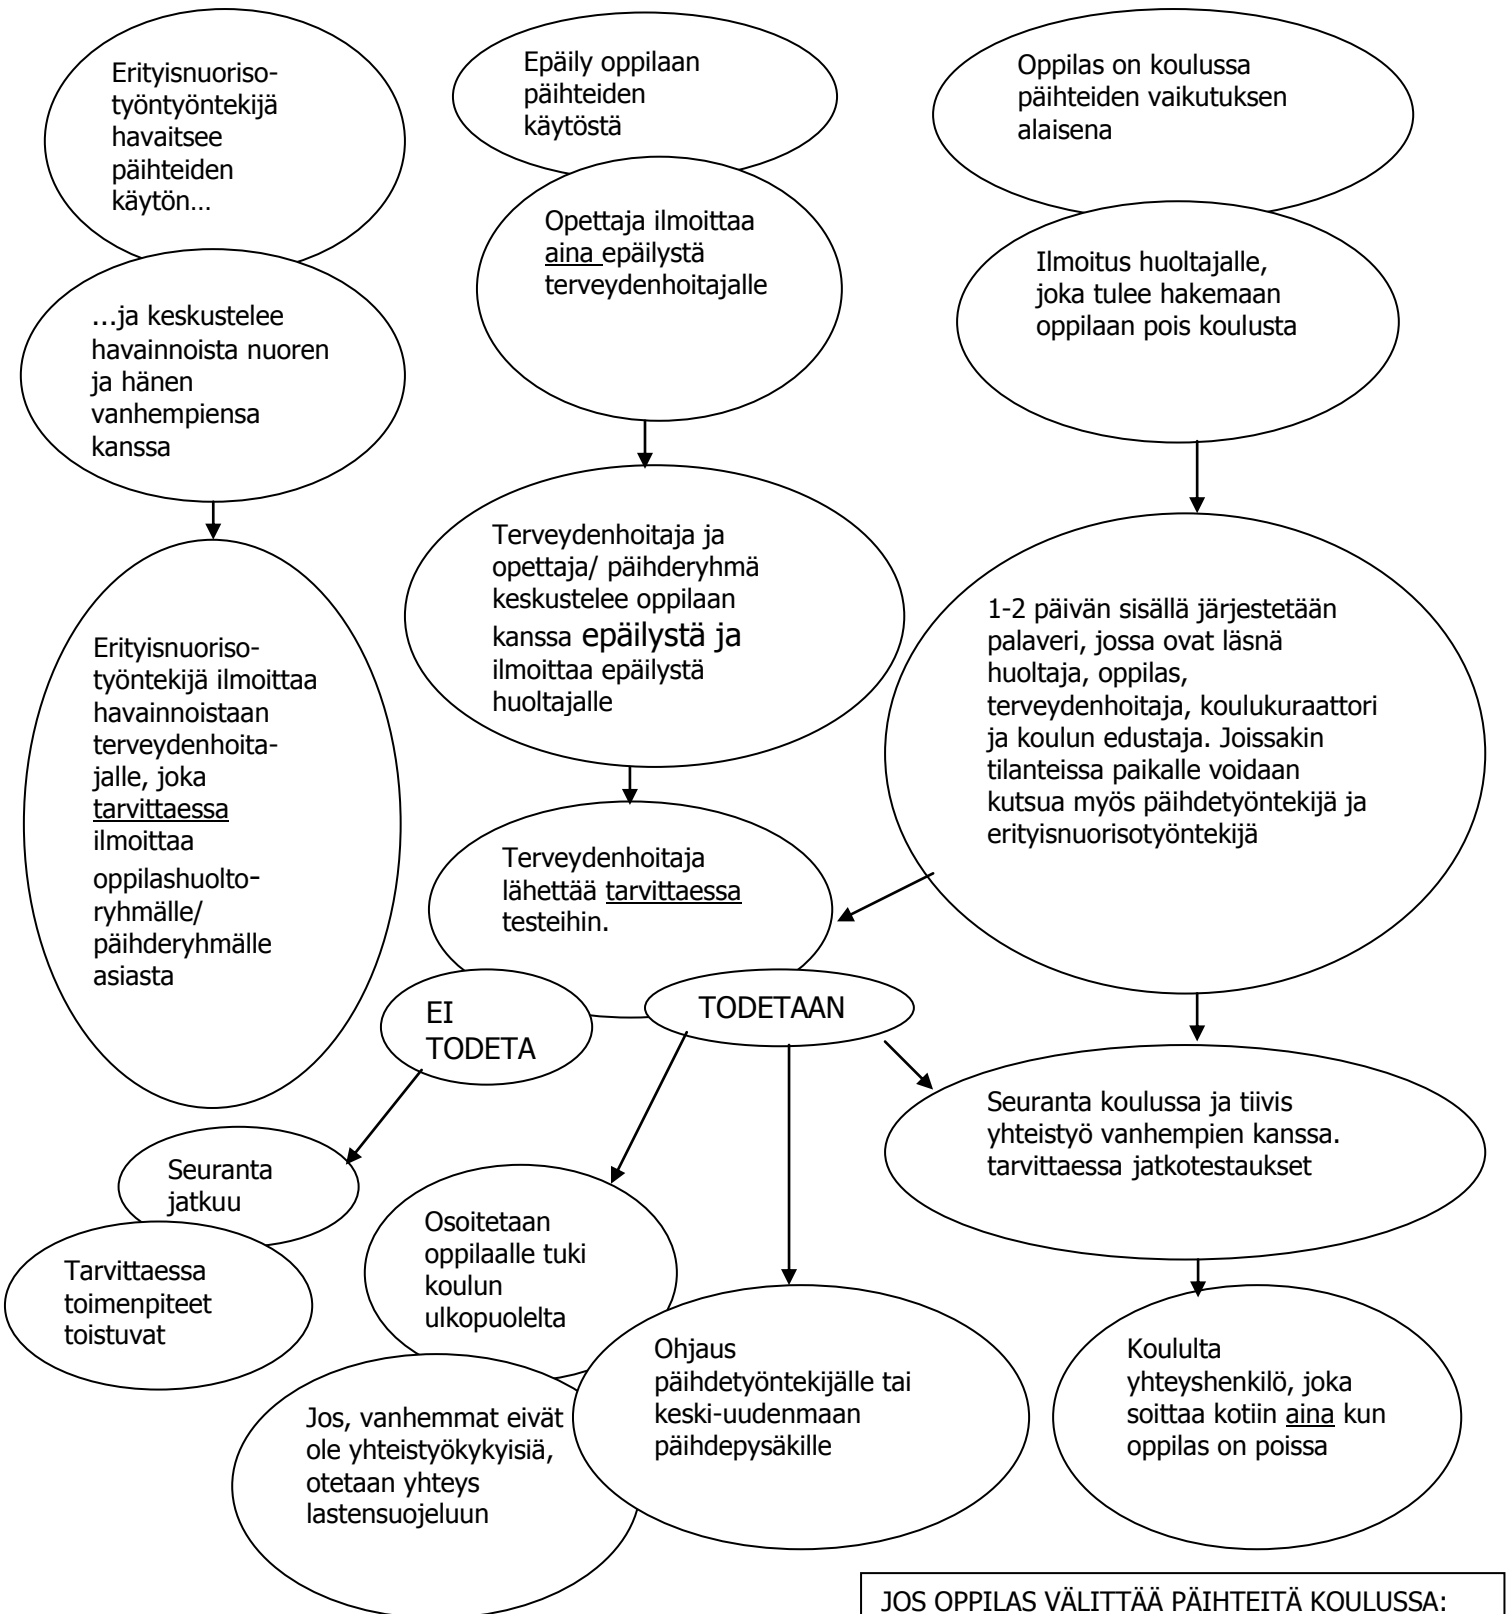 Erityisnuoriso-
työntyöntekijä
havaitsee
päihteiden
käytön...
...ja keskustelee
havainnoista nuoren
ja hänen
vanhempiensa
kanssa
Erityisnuoriso-
työntekijä ilmoittaa
havainnoistaan
terveydenhoita-
jalle, joka
tarvittaessa
ilmoittaa
oppilashuolto-
ryhmälle/
päihderyhmälle
asiasta
Epäily oppilaan
päihteiden
käytöstä
Opettaja ilmoittaa
aina epäilystä
terveydenhoitajalle
Terveydenhoitaja ja
opettaja/ päihderyhmä
keskustelee oppilaan
kanssa epäilystä ja
ilmoittaa epäilystä
huoltajalle
Terveydenhoitaja
lähettää tarvittaessa
testeihin.
Oppilas on koulussa
päihteiden vaikutuksen
alaisena
Ilmoitus huoltajalle,
joka tulee hakemaan
oppilaan pois koulusta
1-2 päivän sisällä järjestetään
palaveri, jossa ovat läsnä
huoltaja, oppilas,
terveydenhoitaja, koulukuraattori
ja koulun edustaja. Joissakin
tilanteissa paikalle voidaan
kutsua myös päihdetyöntekijä ja
erityisnuorisotyöntekijä
EI
TODETA
TODETAAN
Seuranta
jatkuu
Tarvittaessa
toimenpiteet
toistuvat
Osoitetaan
oppilaalle tuki
koulun
ulkopuolelta
Jos, vanhemmat eivät
ole yhteistyökykyisiä,
otetaan yhteys
lastensuojeluun
Ohjaus
päihdetyöntekijälle tai
keski-uudenmaan
päihdepysäkille
Seuranta koulussa ja tiivis
yhteistyö vanhempien kanssa.
tarvittaessa jatkotestaukset
Koululta
yhteyshenkilö, joka
soittaa kotiin aina kun
oppilas on poissa
JOS OPPILAS VÄLITTÄÄ PÄIHTEITÄ KOULUSSA: